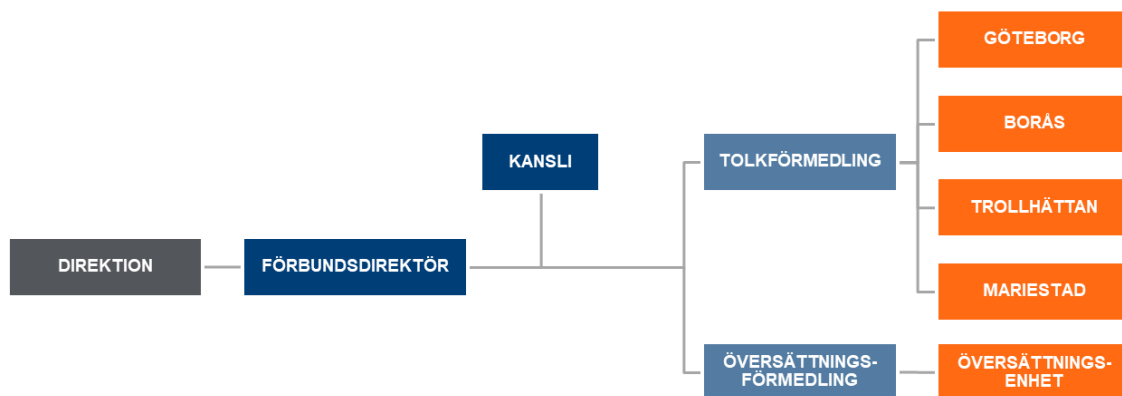 DIREKTION
FÖRBUNDSDIREKTÖR
KANSLI
TOLKFÖRMEDLING
GÖTEBORG
BORÅS
TROLLHÄTTAN
MARIESTAD
ÖVERSÄTTNINGS-
FÖRMEDLING
ÖVERSÄTTNINGS-
ENHET